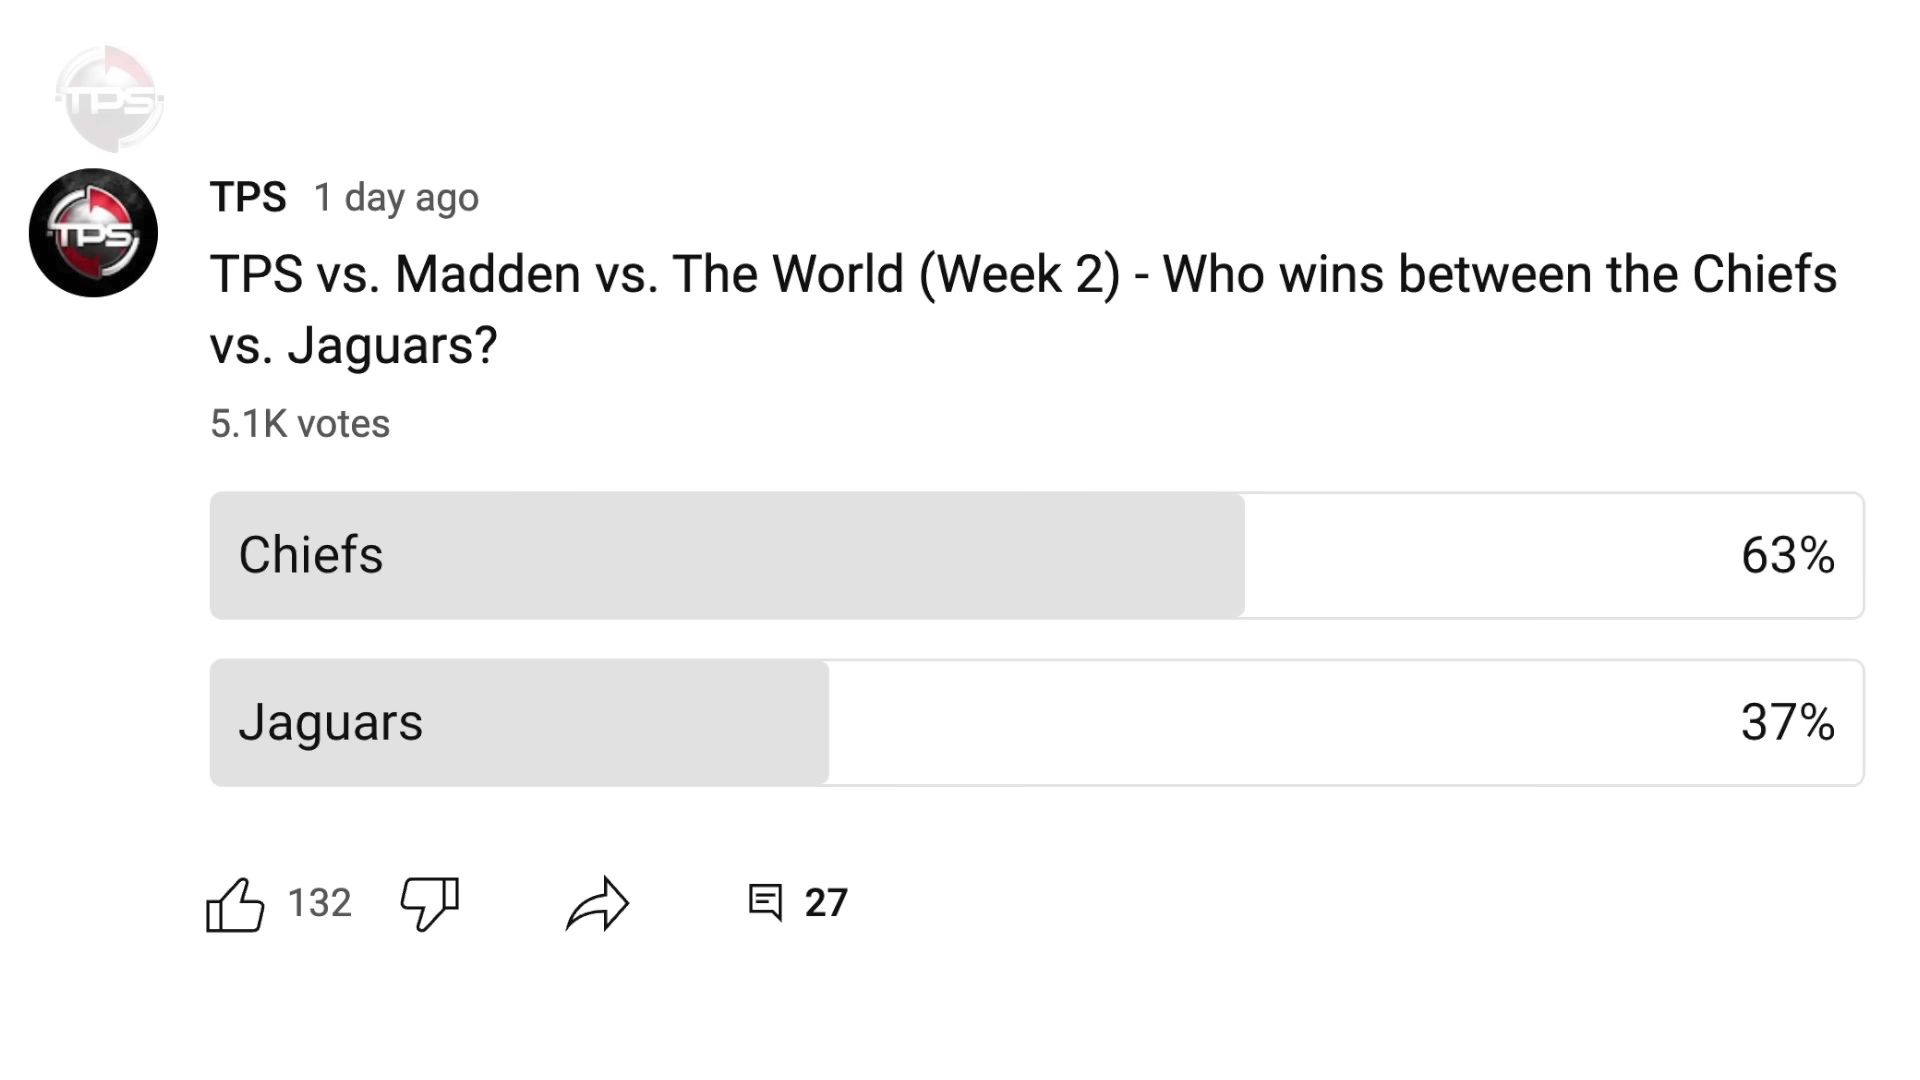 TPS
TPS
TPS 1 day ago
TPS vs. Madden vs. The World (Week 2) - Who wins between the Chiefs
vs. Jaguars?
5.1K votes
Chiefs 63%
Jaguars 37%
132 27